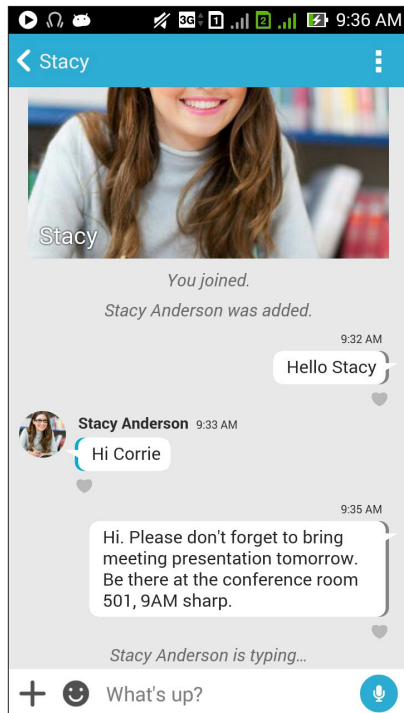 3G 1 2 9:36 AM
Stacy
Stacy
You joined.
Stacy Anderson was added.
9:32 AM
Hello Stacy
Stacy Anderson 9:33 AM
Hi Corrie
9:35 AM
Hi. Please don't forget to bring
meeting presentation tomorrow.
Be there at the conference room
501, 9AM sharp.
Stacy Anderson is typing...
What's up?